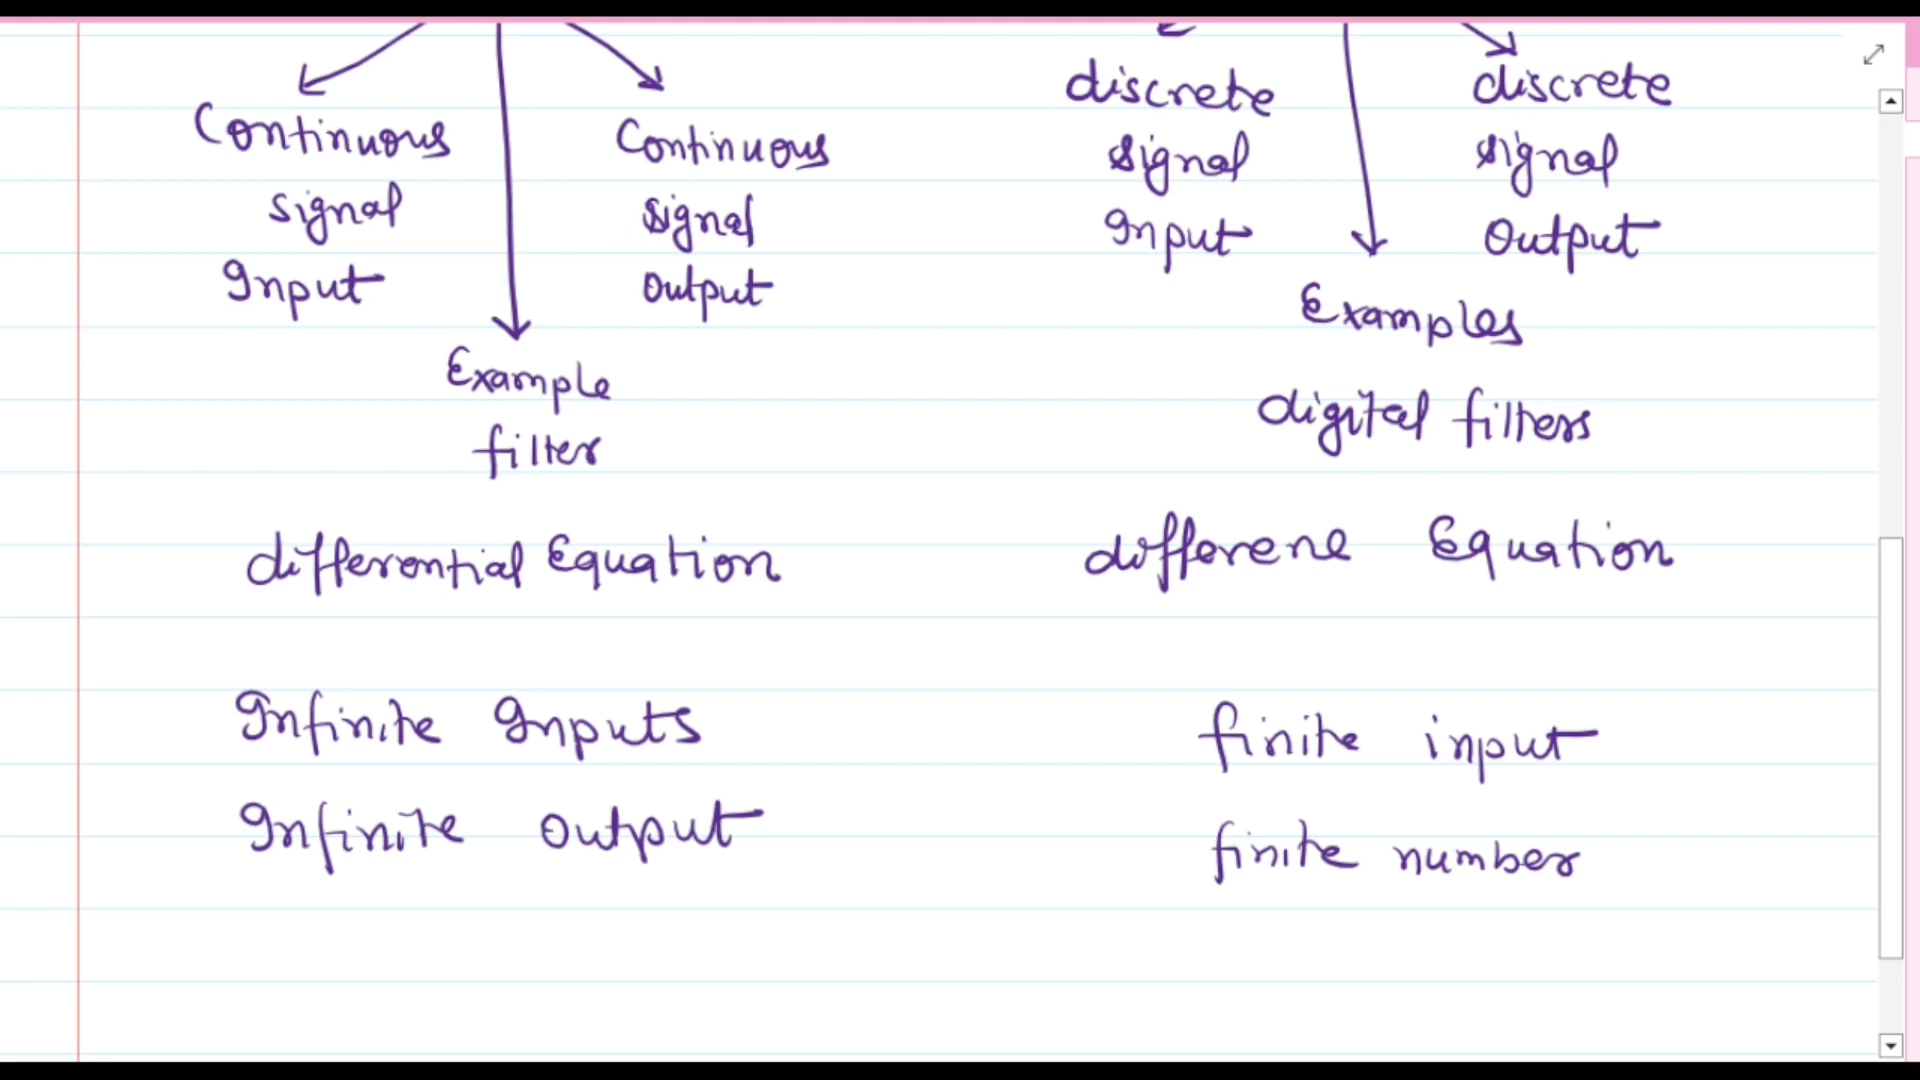 Continuous
signal
Input
Continuous
signal
output
Example
filter
differential Equation
Infinite Inputs
Infinite output
discrete
signal
Input
discrete
signal
Output
Examples
digital filters
differene Equation
finite input
finite number